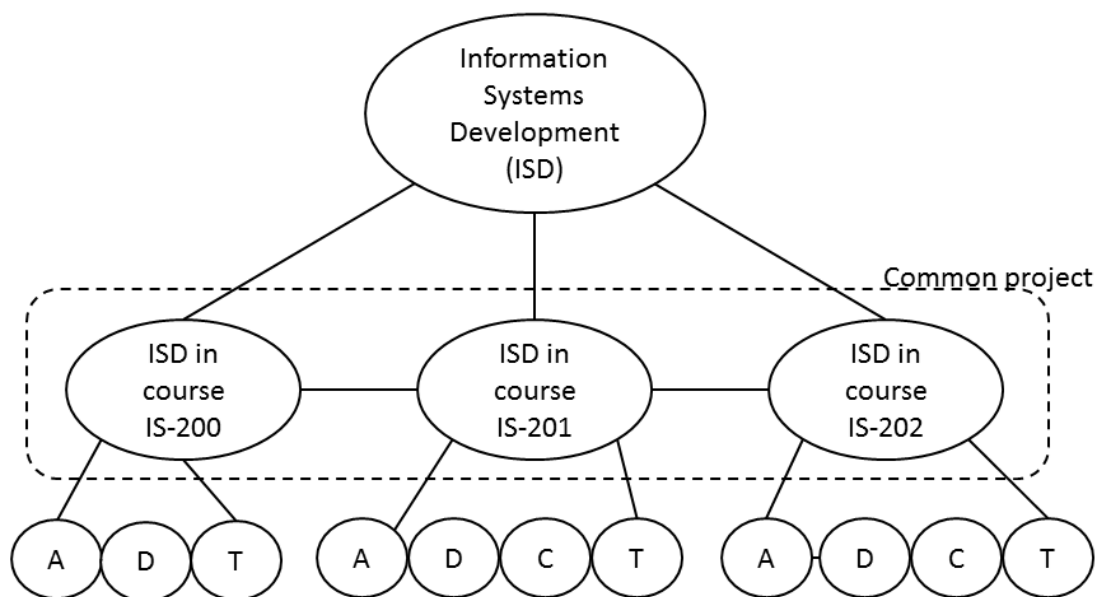 Information
Systems
Development
(ISD)
Common project
ISD in
course
IS-200
ISD in
course
IS-201
ISD in
course
IS-202
A
D
T
A
D
C
T
A
D
C
T